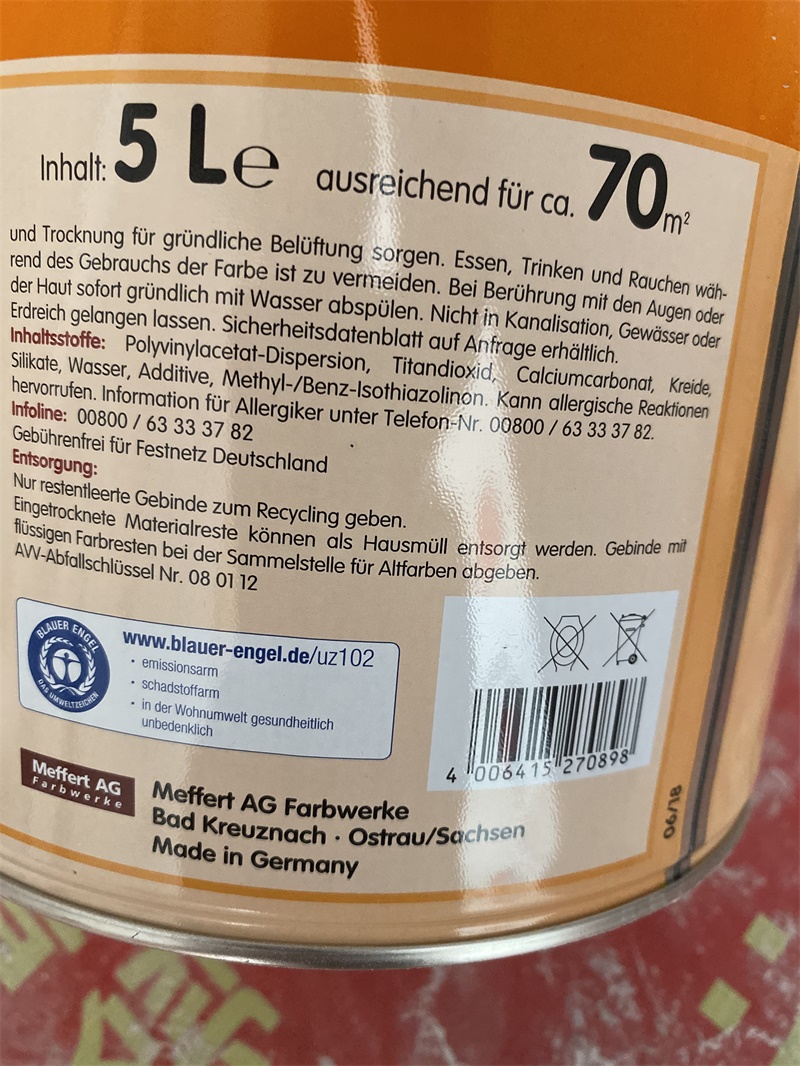 Inhalt: 5 L ℮ ausreichend für ca. 70 m²
und Trocknung für gründliche Belüftung sorgen. Essen, Trinken und Rauchen wäh-
rend des Gebrauchs der Farbe ist zu vermeiden. Bei Berührung mit den Augen oder
der Haut sofort gründlich mit Wasser abspülen. Nicht in Kanalisation, Gewässer oder
Erdreich gelangen lassen. Sicherheitsdatenblatt auf Anfrage erhältlich.
Inhaltsstoffe: Polyvinylacetat-Dispersion, Titandioxid, Calciumcarbonat, Kreide,
Silikate, Wasser, Additive, Methyl-/Benz-Isothiazolinon. Kann allergische Reaktionen
hervorrufen. Information für Allergiker unter Telefon-Nr. 00800 / 63 33 37 82.
Infoline: 00800 / 63 33 37 82
Gebührenfrei für Festnetz Deutschland
Entsorgung:
Nur restentleerte Gebinde zum Recycling geben.
Eingetrocknete Materialreste können als Hausmüll entsorgt werden. Gebinde mit
flüssigen Farbresten bei der Sammelstelle für Altfarben abgeben.
AVV-Abfallschlüssel Nr. 08 01 12
BLAUER ENGEL
DAS UMWELTZEICHEN
www.blauer-engel.de/uz102
• emissionsarm
• schadstoffarm
• in der Wohnumwelt gesundheitlich
unbedenklich
4 006415 270898
Meffert AG
Farbwerke
Meffert AG Farbwerke
Bad Kreuznach · Ostrau/Sachsen
Made in Germany
06/18